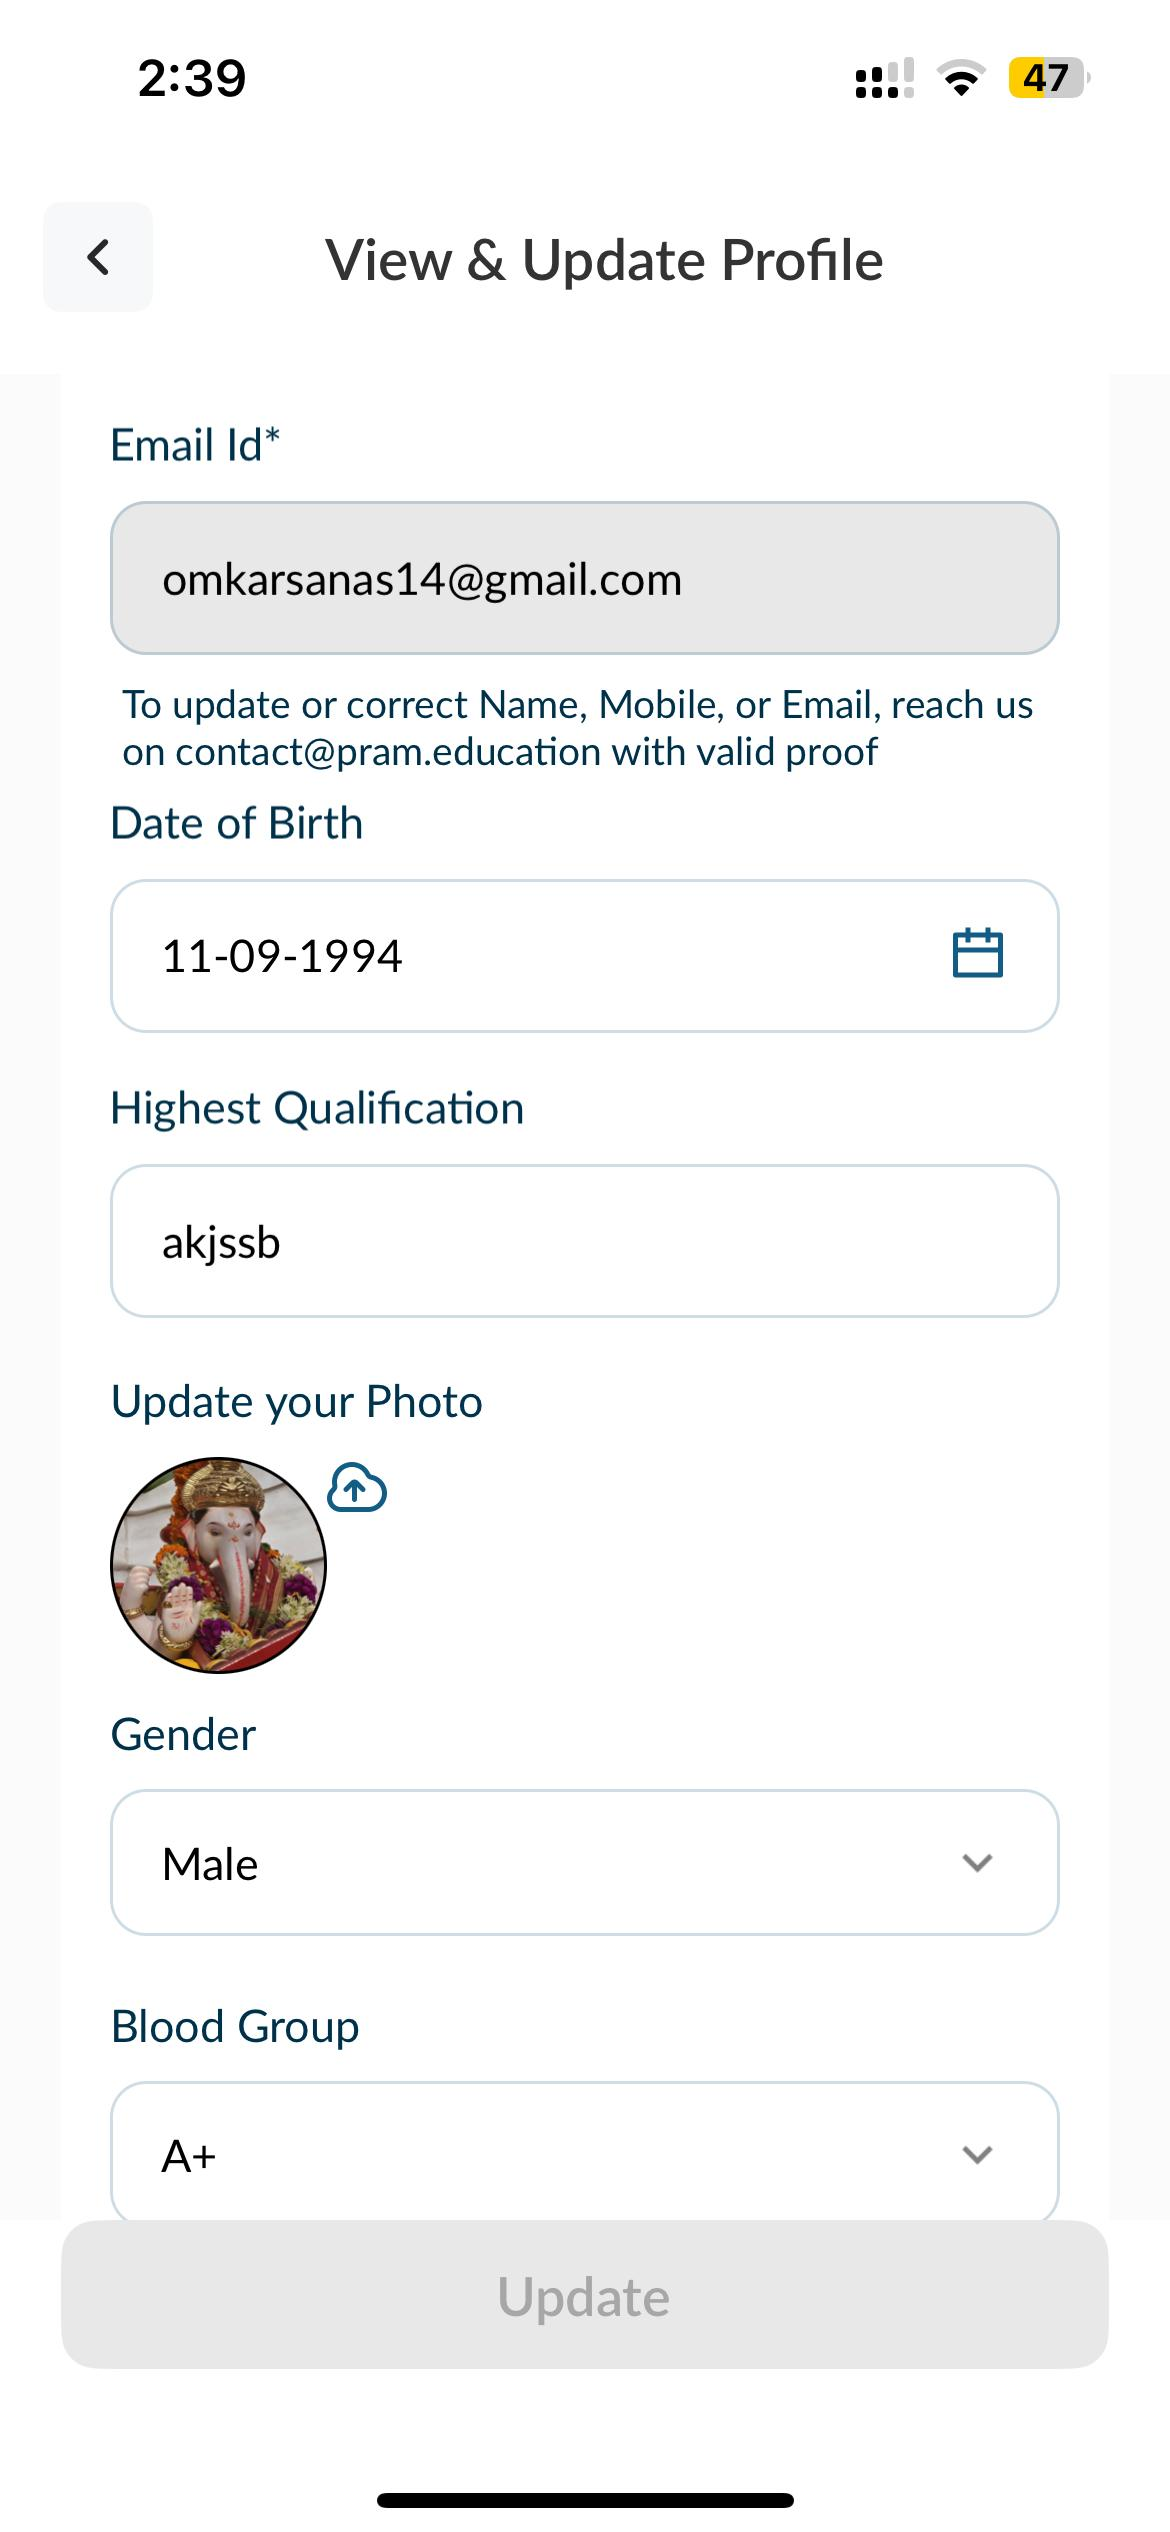 2:39
47
View & Update Profile
Email Id*
omkarsanas14@gmail.com
To update or correct Name, Mobile, or Email, reach us
on contact@pram.education with valid proof
Date of Birth
11-09-1994
Highest Qualification
akjssb
Update your Photo
Gender
Male
Blood Group
A+
Update